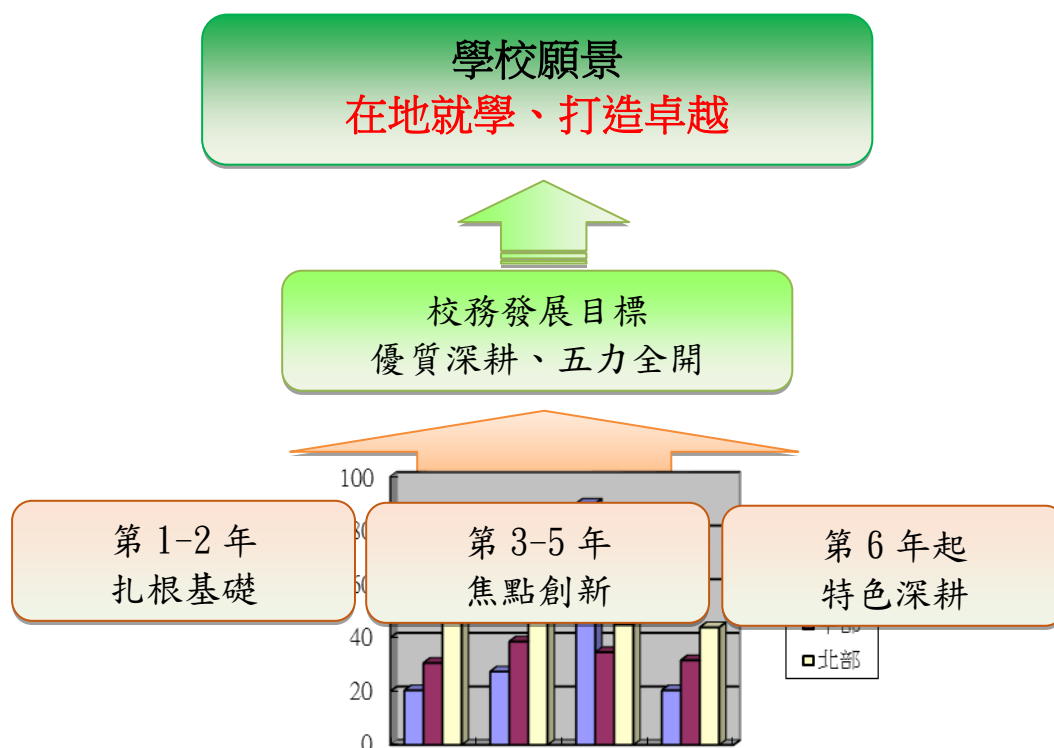 學校願景
在地就學、打造卓越
校務發展目標
優質深耕、五力全開
100
第 1-2 年
扎根基礎
第 3-5 年
焦點創新
第 6 年起
特色深耕
40
北部
20
0